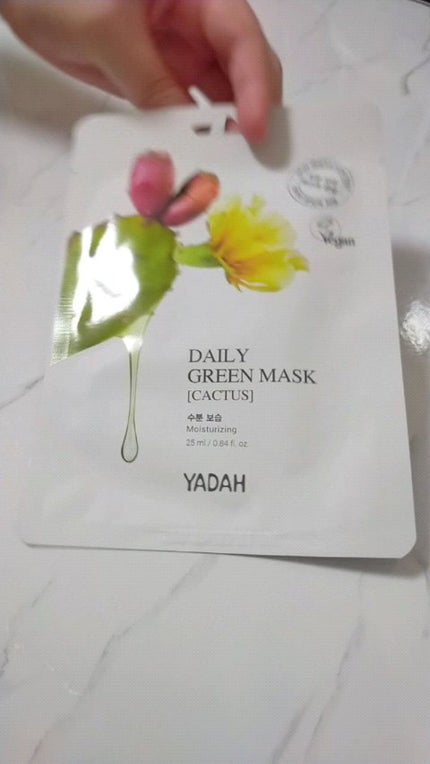 Vegan
DAILY
GREEN MASK
[CACTUS]
수분 보습
Moisturizing
25 ml / 0.84 fl. oz.
YADAH